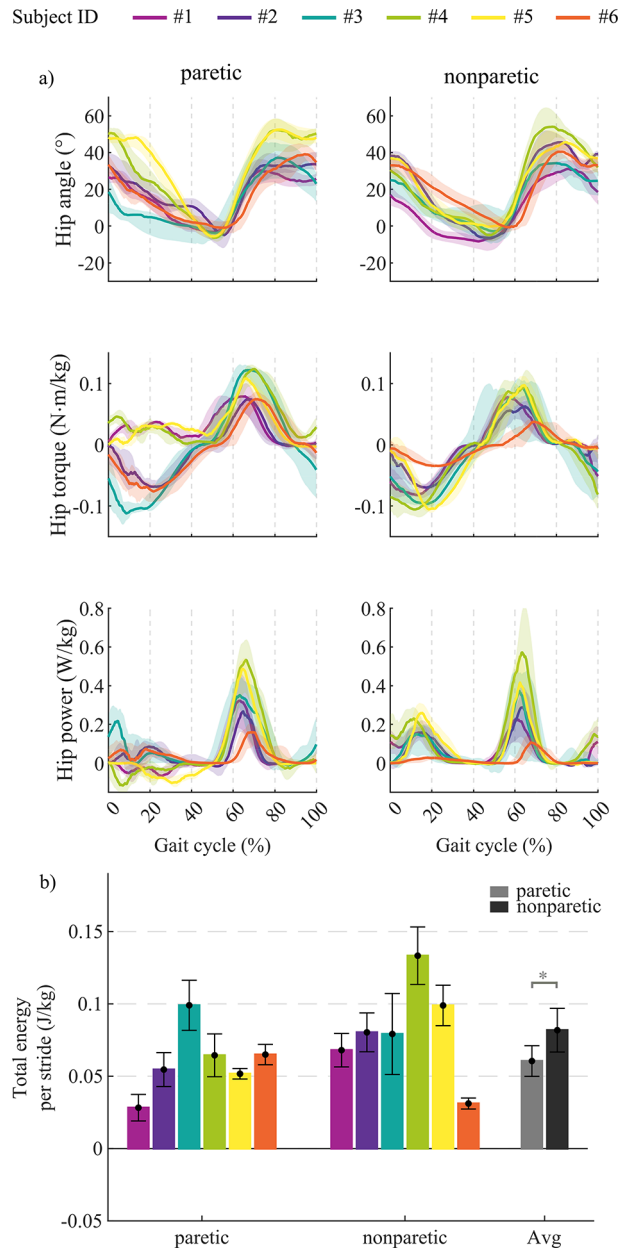 Subject ID #1 #2 #3 #4 #5 #6
a) paretic nonparetic
Hip angle (°)
60
40
20
0
-20
60
40
20
0
-20
Hip torque (N·m/kg)
0.1
0
-0.1
0.1
0
-0.1
Hip power (W/kg)
0.8
0.6
0.4
0.2
0
0.8
0.6
0.4
0.2
0
0 20 40 60 80 100
0 20 40 60 80 100
Gait cycle (%) Gait cycle (%)
b)
paretic
nonparetic
Total energy
per stride (J/kg)
0.15
0.1
0.05
0
-0.05
*
paretic nonparetic Avg